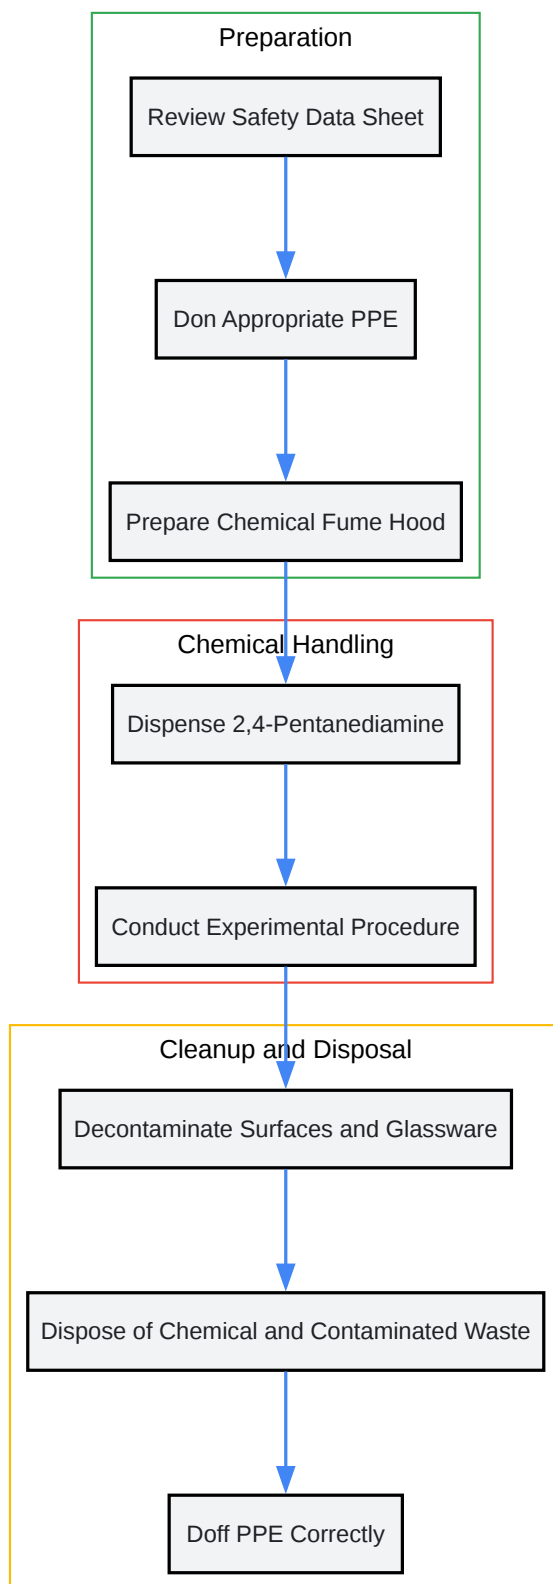 Preparation
Review Safety Data Sheet
Don Appropriate PPE
Prepare Chemical Fume Hood
Chemical Handling
Dispense 2,4-Pentanediamine
Conduct Experimental Procedure
Cleanup and Disposal
Decontaminate Surfaces and Glassware
Dispose of Chemical and Contaminated Waste
Doff PPE Correctly